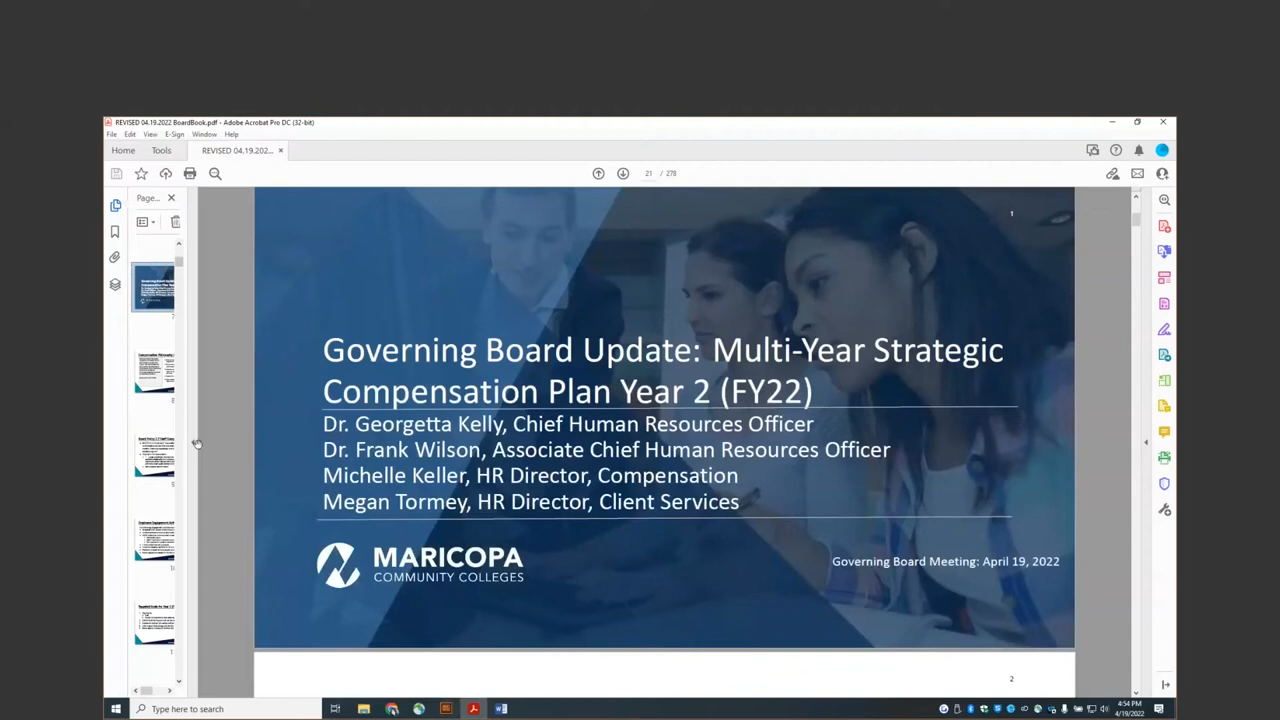 REVISED 04.19.2022 BoardBook.pdf - Adobe Acrobat Pro DC (32-bit)
File Edit View E-Sign Window Help
Home Tools REVISED 04.19.202... ×
21 / 278
Page...
1
Governing Board Update: Multi-Year Strategic
Compensation Plan Year 2 (FY22)
Dr. Georgetta Kelly, Chief Human Resources Officer
Dr. Frank Wilson, Associate Chief Human Resources Officer
Michelle Keller, HR Director, Compensation
Megan Tormey, HR Director, Client Services
MARICOPA
COMMUNITY COLLEGES
Governing Board Meeting: April 19, 2022
2
Type here to search
4:54 PM
4/19/2022